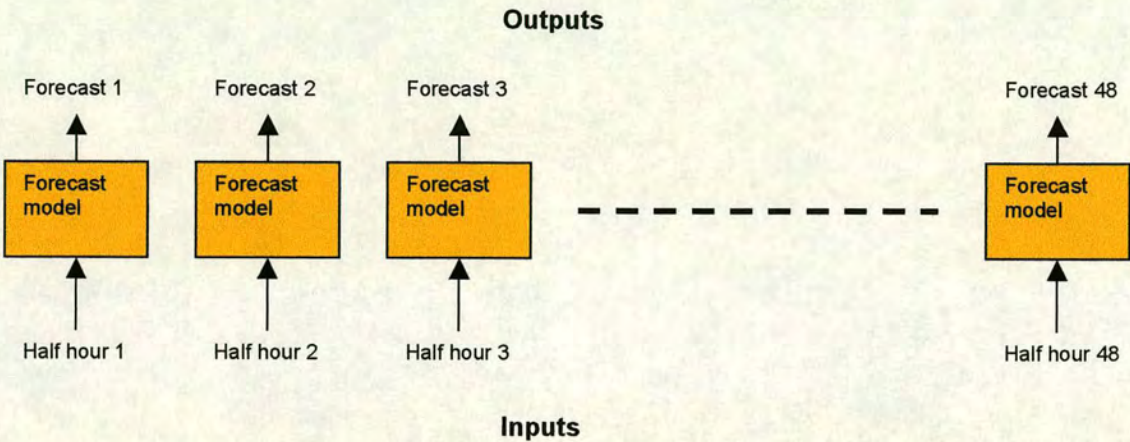 Outputs
Forecast 1
Forecast 2
Forecast 3
Forecast 48
Forecast
model
Forecast
model
Forecast
model
Forecast
model
Half hour 1
Half hour 2
Half hour 3
Half hour 48
Inputs